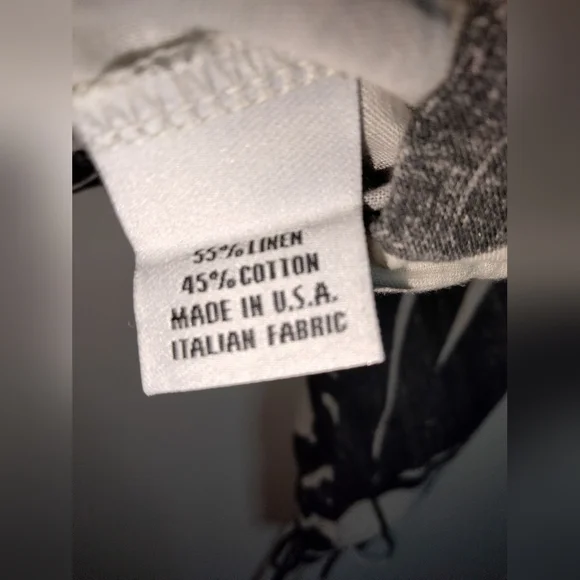 55% LINEN
45% COTTON
MADE IN U.S.A.
ITALIAN FABRIC